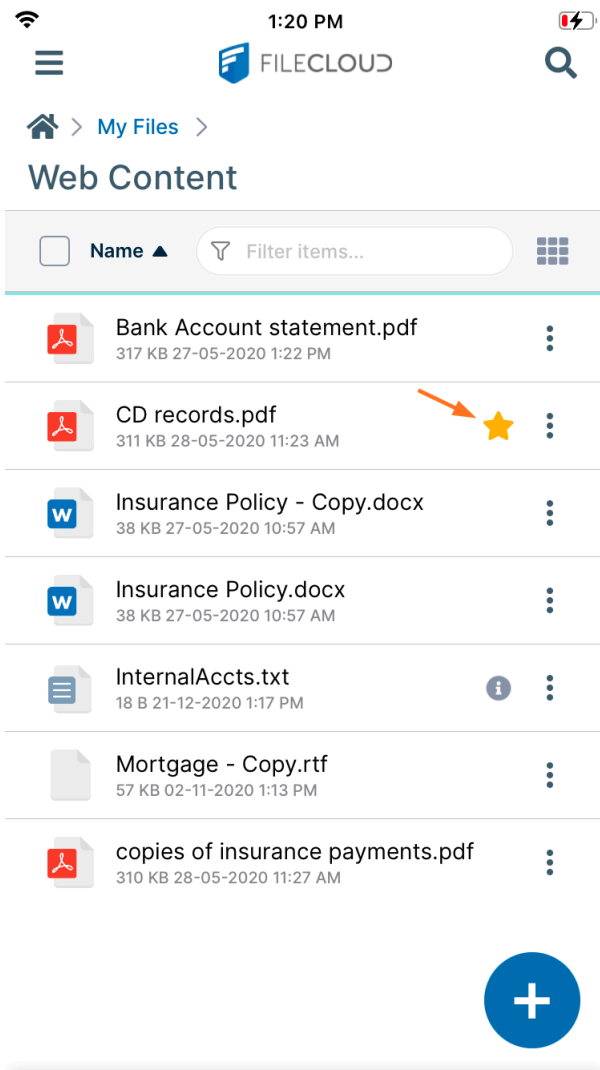 1:20 PM
FILECLOUD
My Files
Web Content
Name
Filter items...
Bank Account statement.pdf
317 KB 27-05-2020 1:22 PM
CD records.pdf
311 KB 28-05-2020 11:23 AM
Insurance Policy - Copy.docx
38 KB 27-05-2020 10:57 AM
W
Insurance Policy.docx
38 KB 27-05-2020 10:57 AM
W
InternalAccts.txt
18 B 21-12-2020 1:17 PM
Mortgage - Copy.rtf
57 KB 02-11-2020 1:13 PM
copies of insurance payments.pdf
310 KB 28-05-2020 11:27 AM